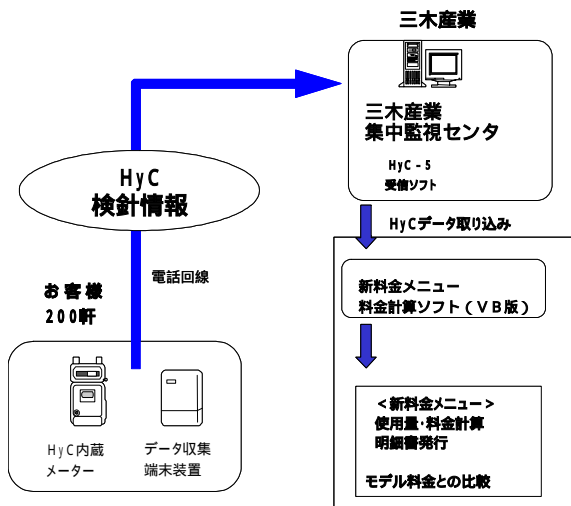 三木産業
三木産業
集中監視センタ
HyC-5
受信ソフト
HyC
検針情報
HyCデータ取り込み
電話回線
お客様
200軒
新料金メニュー
料金計算ソフト(VB版)
HyC内蔵
メーター
データ収集
端末装置
<新料金メニュー>
使用量・料金計算
明細書発行
モデル料金との比較